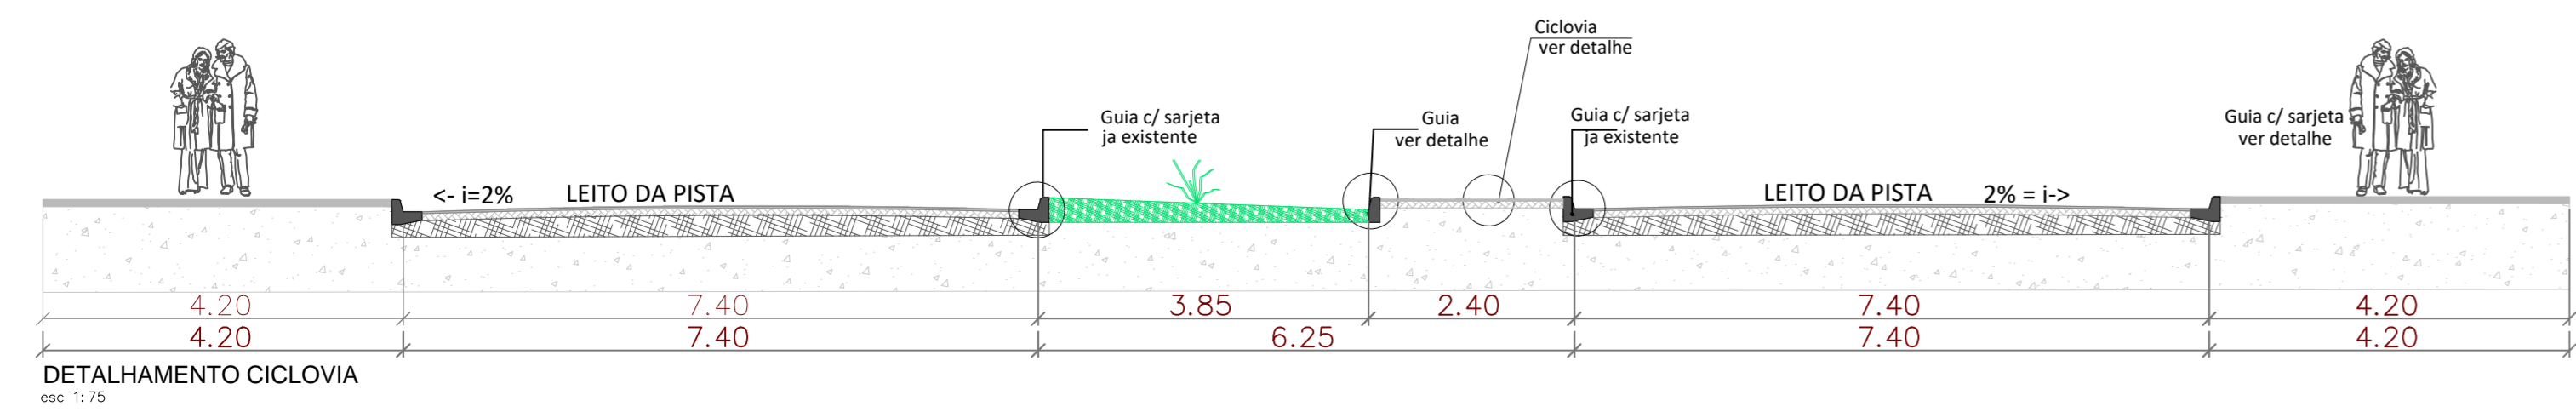 Ciclovia
ver detalhe
Guia c/ sarjeta
ja existente
Guia
ver detalhe
Guia c/ sarjeta
ja existente
Guia c/ sarjeta
ver detalhe
<- i=2%
LEITO DA PISTA
LEITO DA PISTA
2% = i->
4.20
7.40
3.85
2.40
7.40
4.20
4.20
7.40
6.25
7.40
4.20
DETALHAMENTO CICLOVIA
esc 1:75